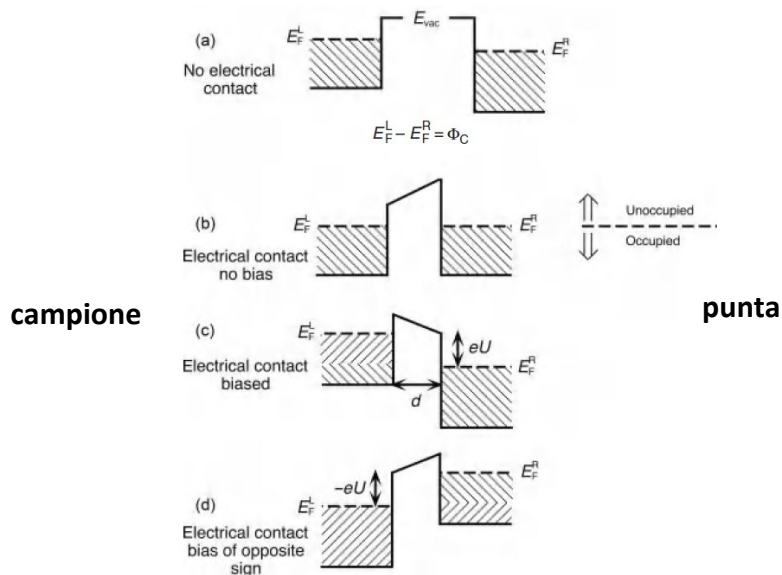 (a)
E_F^L
E_vac
E_F^R
No electrical
contact
E_F^L – E_F^R = Φ_C
(b)
E_F^L
E_F^R
Electrical contact
no bias
Unoccupied
Occupied
campione
punta
(c)
E_F^L
eU
E_F^R
Electrical contact
biased
d
(d)
–eU
E_F^L
E_F^R
Electrical contact
bias of opposite
sign